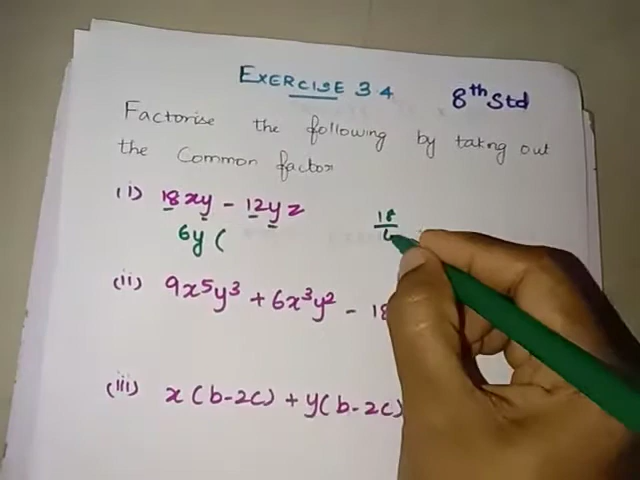 EXERCISE 3.4 8th Std
Factorise the following by taking out
the Common factor
(i) 18xy - 12yz
6y ( 18/6
(ii) 9x⁵y³ + 6x³y² - 18
(iii) x (b-2c) + y(b-2c)